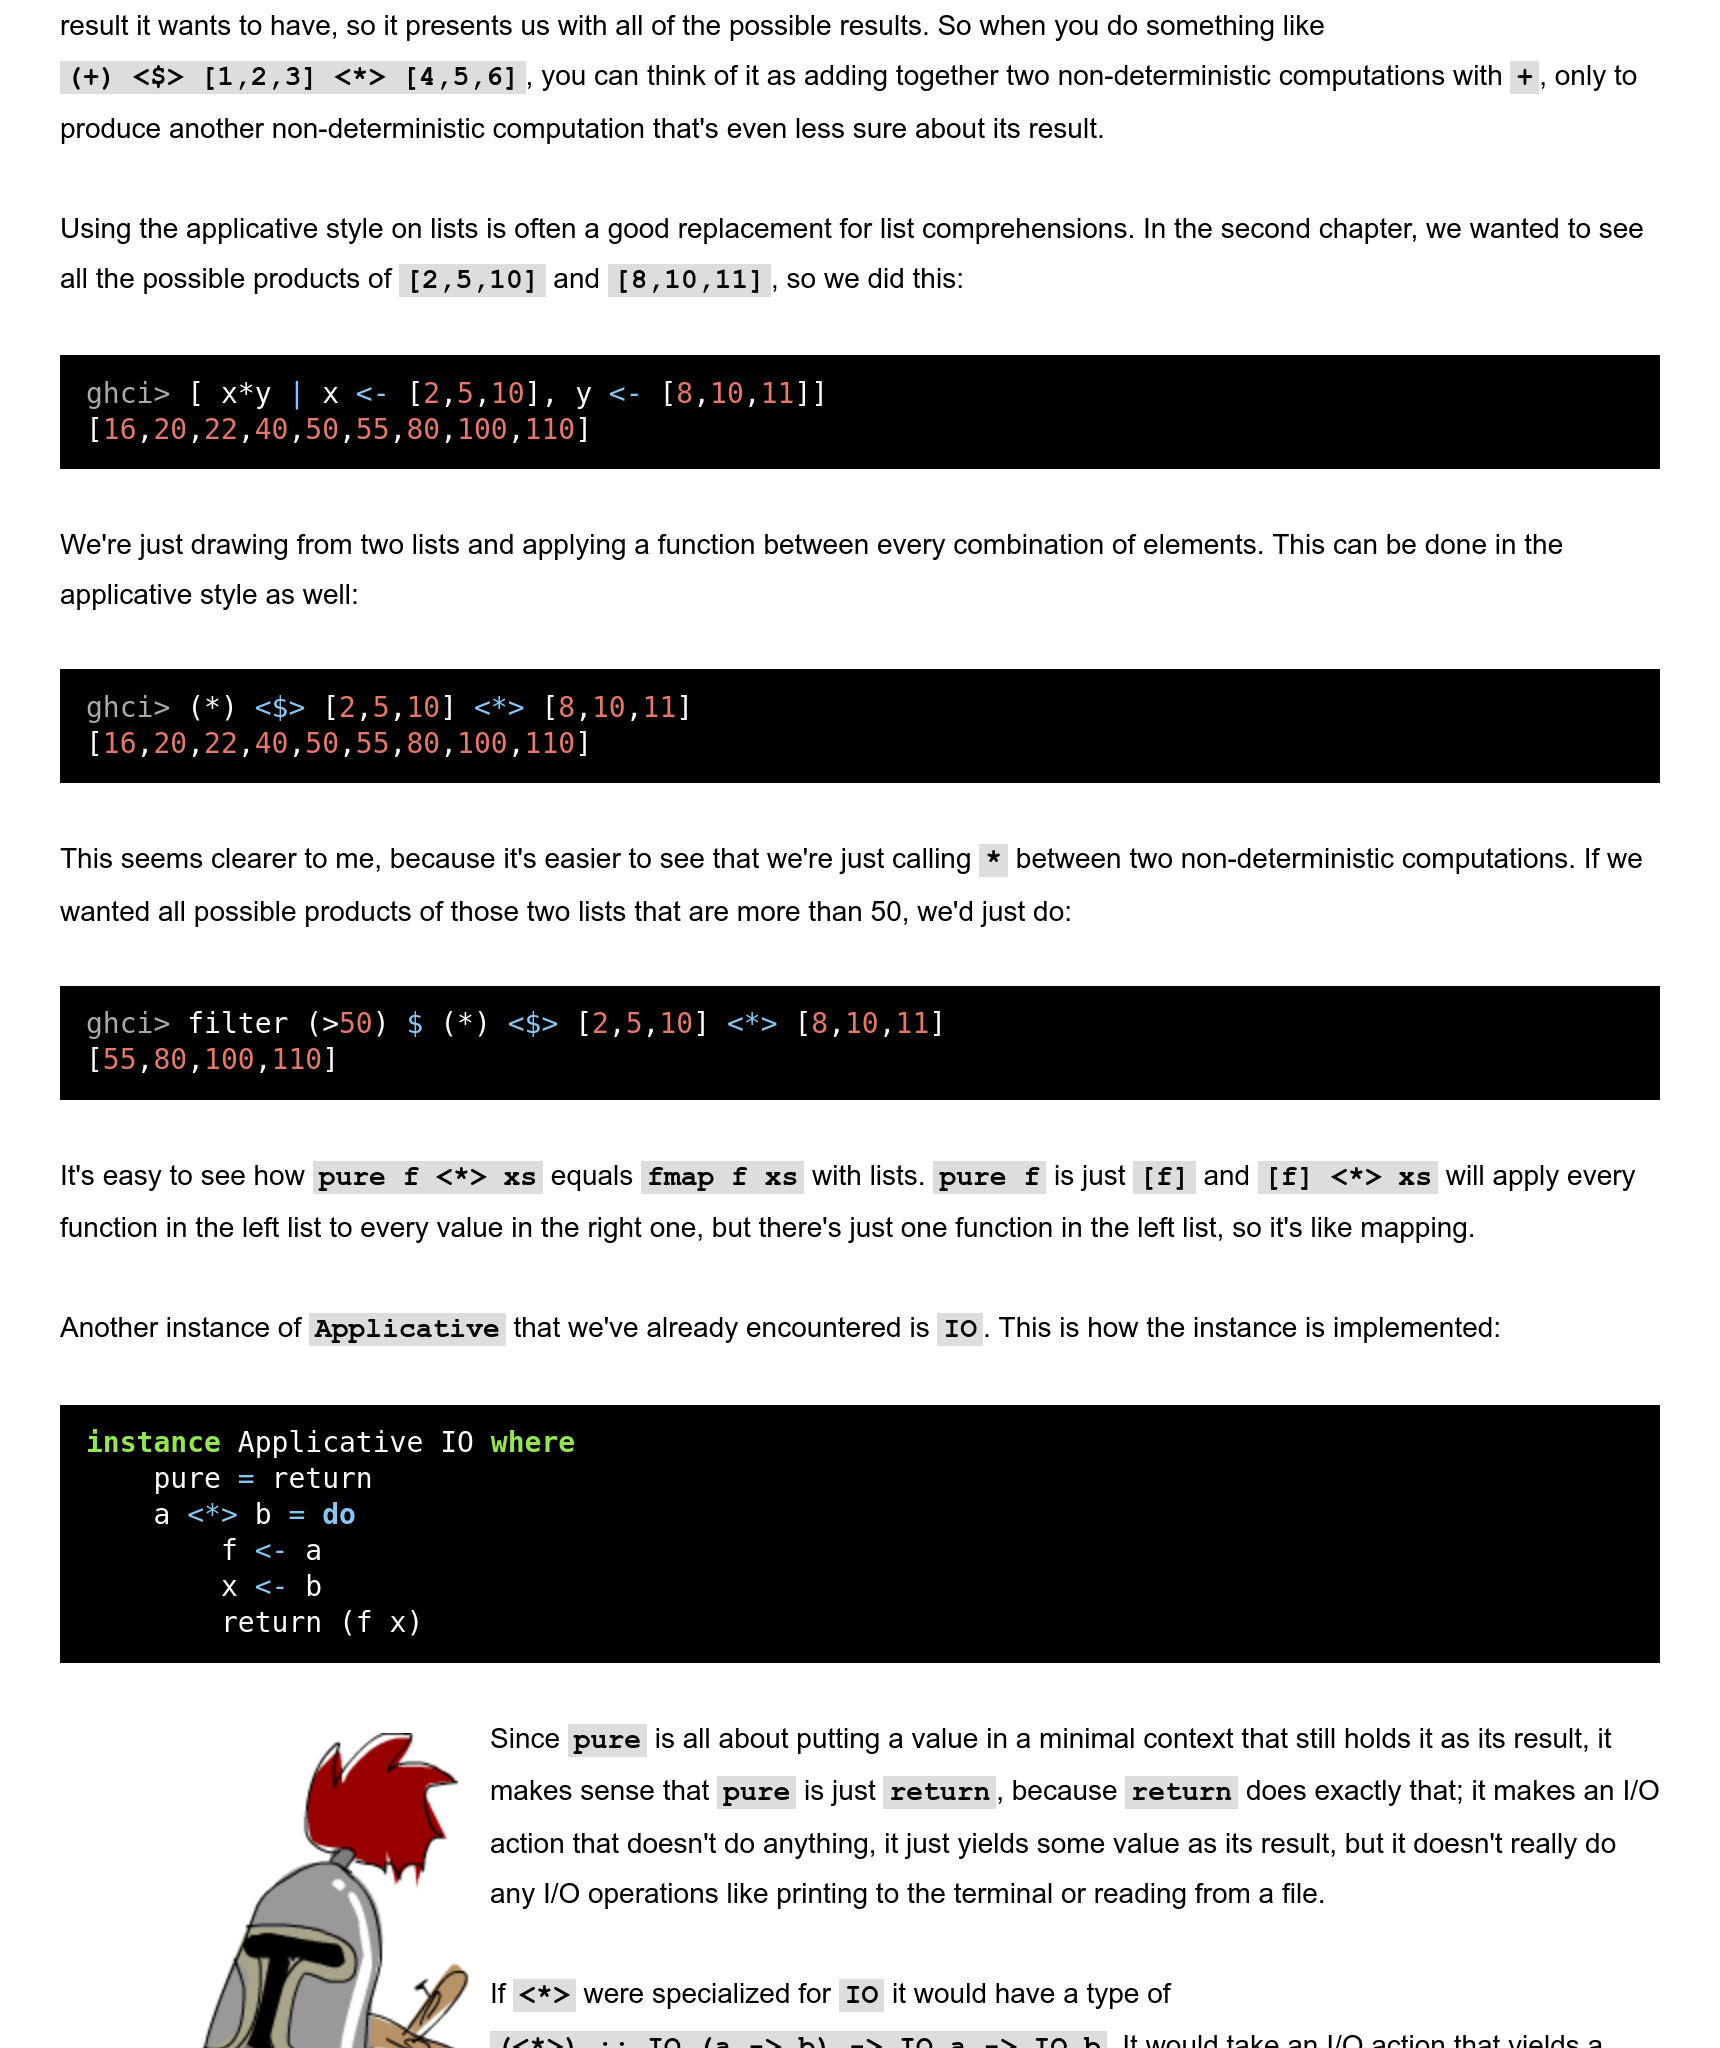 result it wants to have, so it presents us with all of the possible results. So when you do something like
(+) <$> [1,2,3] <*> [4,5,6], you can think of it as adding together two non-deterministic computations with +, only to
produce another non-deterministic computation that's even less sure about its result.
Using the applicative style on lists is often a good replacement for list comprehensions. In the second chapter, we wanted to see
all the possible products of [2,5,10] and [8,10,11], so we did this:
ghci> [ x*y | x <- [2,5,10], y <- [8,10,11]]
[16,20,22,40,50,55,80,100,110]
We're just drawing from two lists and applying a function between every combination of elements. This can be done in the
applicative style as well:
ghci> (*) <$> [2,5,10] <*> [8,10,11]
[16,20,22,40,50,55,80,100,110]
This seems clearer to me, because it's easier to see that we're just calling * between two non-deterministic computations. If we
wanted all possible products of those two lists that are more than 50, we'd just do:
ghci> filter (>50) $ (*) <$> [2,5,10] <*> [8,10,11]
[55,80,100,110]
It's easy to see how pure f <*> xs equals fmap f xs with lists. pure f is just [f] and [f] <*> xs will apply every
function in the left list to every value in the right one, but there's just one function in the left list, so it's like mapping.
Another instance of Applicative that we've already encountered is IO. This is how the instance is implemented:
instance Applicative IO where
    pure = return
    a <*> b = do
        f <- a
        x <- b
        return (f x)
Since pure is all about putting a value in a minimal context that still holds it as its result, it
makes sense that pure is just return, because return does exactly that; it makes an I/O
action that doesn't do anything, it just yields some value as its result, but it doesn't really do
any I/O operations like printing to the terminal or reading from a file.
If <*> were specialized for IO it would have a type of
(<*>) :: IO (a -> b) -> IO a -> IO b. It would take an I/O action that yields a